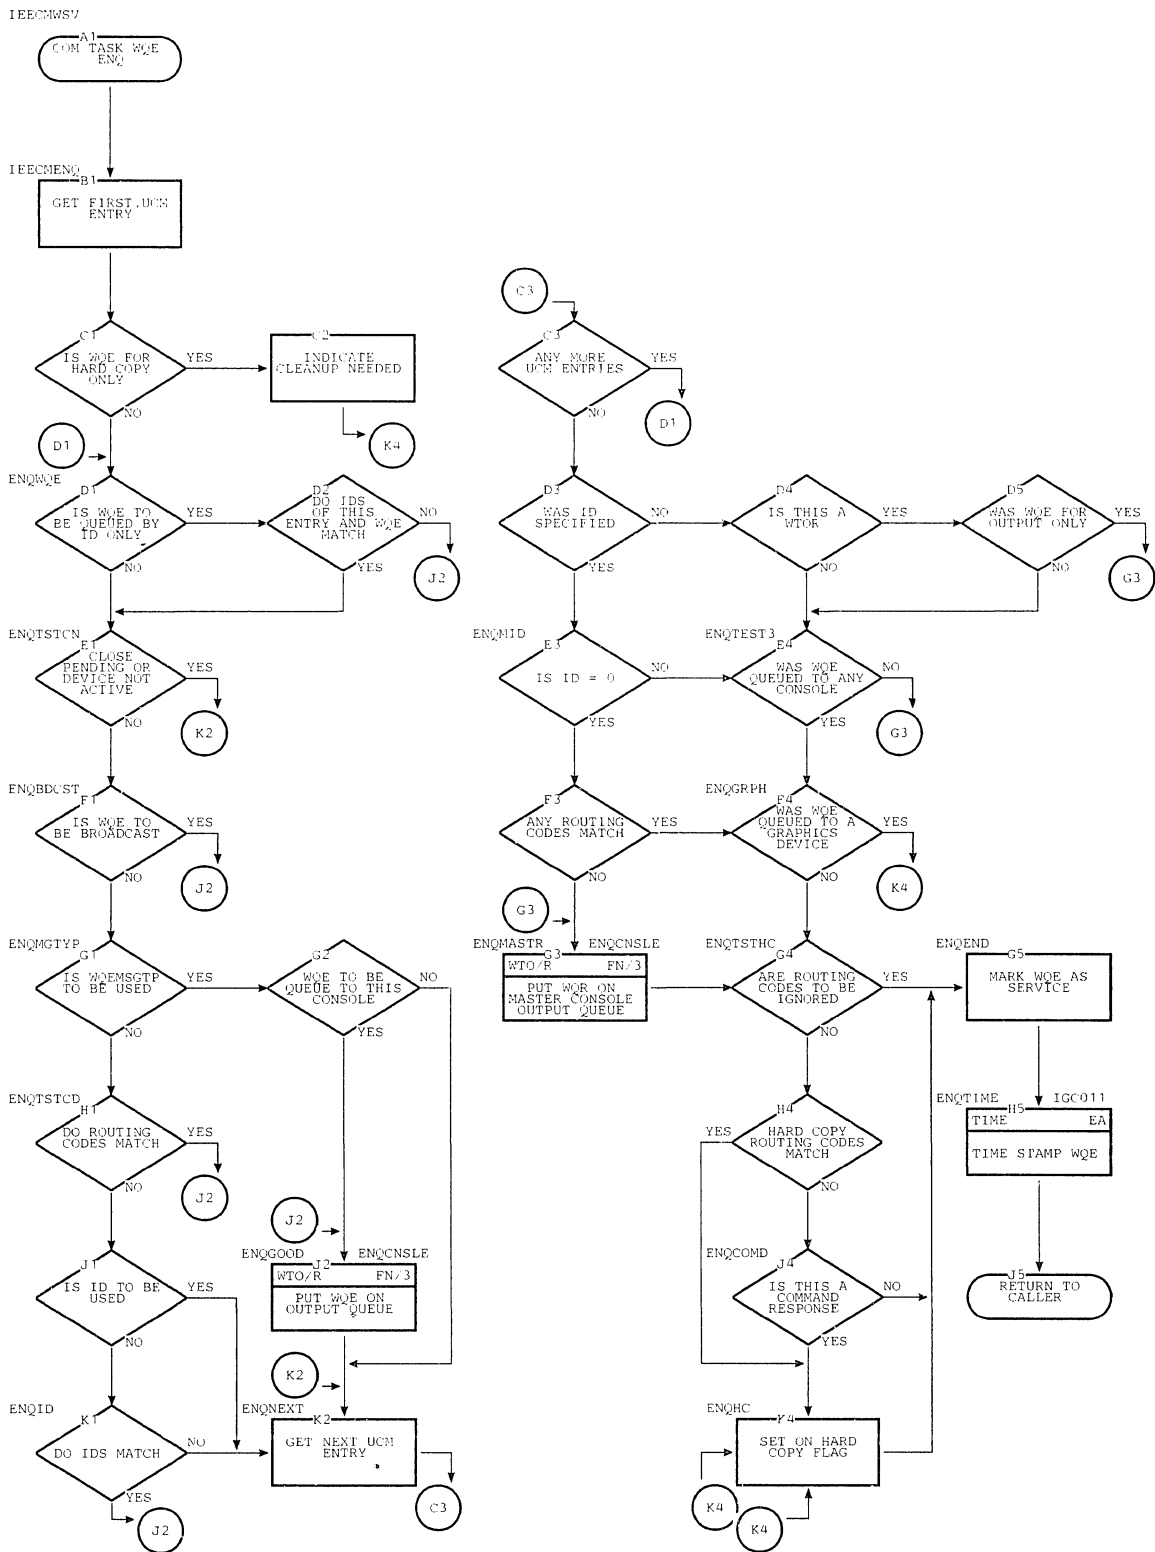 IEECMWSV
A1
COM TASK WQE
ENQ
IEECMENQ
B1
GET FIRST UCM
ENTRY
C1
IS WQE FOR
HARD COPY
ONLY
YES
NO
C2
INDICATE
CLEANUP NEEDED
K4
D1
ENQWQE
D1
IS WQE TO
BE QUEUED BY
ID ONLY
YES
NO
D2
DO IDS
OF THIS
ENTRY AND WQE
MATCH
NO
YES
J2
ENQTSTCN
E1
CLOSE
PENDING OR
DEVICE NOT
ACTIVE
YES
NO
K2
ENQBDCST
F1
IS WQE TO
BE BROADCAST
YES
NO
J2
ENQMGTYP
G1
IS WQEMSGTP
TO BE USED
YES
NO
G2
WQE TO BE
QUEUE TO THIS
CONSOLE
NO
YES
ENQTSTCD
H1
DO ROUTING
CODES MATCH
YES
NO
J2
J2
J1
IS ID TO BE
USED
YES
NO
ENQGOOD
ENQCNSLE
J2
WTO/R FN/3
PUT WQE ON
OUTPUT QUEUE
K2
ENQID
K1
DO IDS MATCH
NO
YES
J2
ENQNEXT
K2
GET NEXT UCM
ENTRY
C3
C3
C3
ANY MORE
UCM ENTRIES
YES
NO
D1
D3
WAS ID
SPECIFIED
NO
YES
D4
IS THIS A
WTOR
YES
NO
D5
WAS WQE FOR
OUTPUT ONLY
YES
NO
G3
ENQMID
E3
IS ID = 0
NO
YES
ENQTEST3
E4
WAS WQE
QUEUED TO ANY
CONSOLE
NO
YES
G3
F3
ANY ROUTING
CODES MATCH
YES
NO
ENQGRPH
F4
WAS WQE
QUEUED TO A
GRAPHICS
DEVICE
YES
NO
K4
G3
ENQMASTR
ENQCNSLE
G3
WTO/R FN/3
PUT WQR ON
MASTER CONSOLE
OUTPUT QUEUE
ENQTSTHC
G4
ARE ROUTING
CODES TO BE
IGNORED
YES
NO
ENQEND
G5
MARK WQE AS
SERVICE
H4
HARD COPY
ROUTING CODES
MATCH
YES
NO
ENQTIME
IGC011
H5
TIME EA
TIME STAMP WQE
ENQCOMD
J4
IS THIS A
COMMAND
RESPONSE
NO
YES
J5
RETURN TO
CALLER
ENQHC
K4
SET ON HARD
COPY FLAG
K4
K4